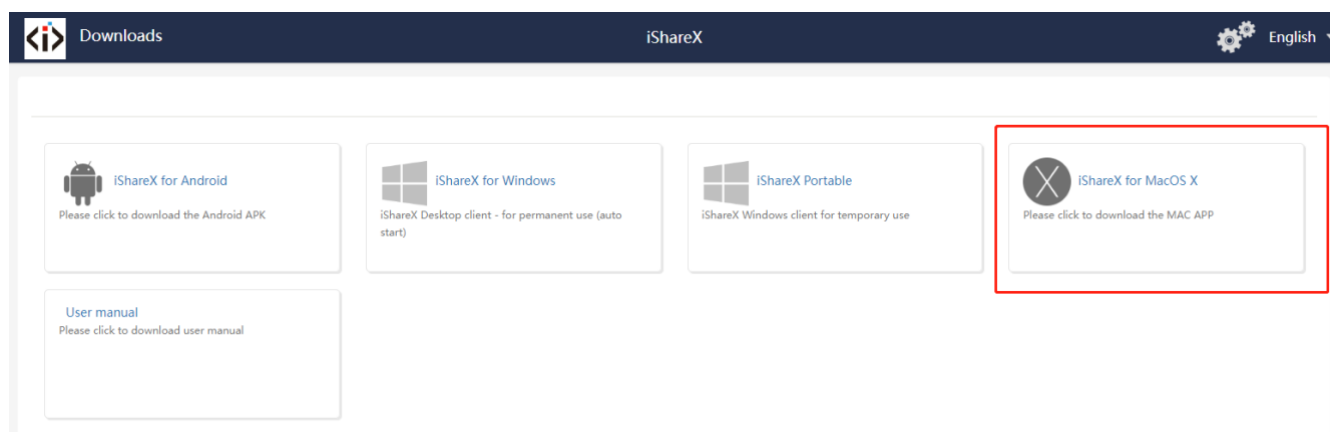 Downloads
iShareX
English
iShareX for Android
Please click to download the Android APK
iShareX for Windows
iShareX Desktop client - for permanent use (auto
start)
iShareX Portable
iShareX Windows client for temporary use
iShareX for MacOS X
Please click to download the MAC APP
User manual
Please click to download user manual